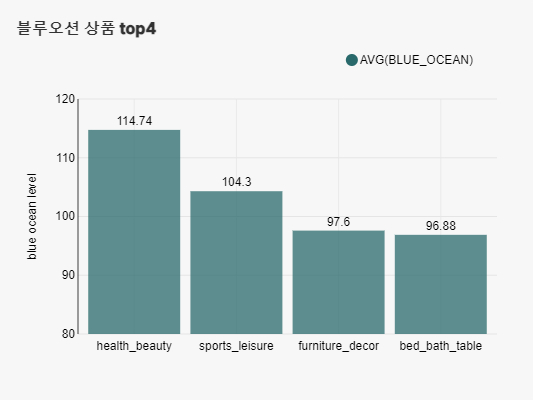 블루오션 상품 top4
AVG(BLUE_OCEAN)
blue ocean level
120
110
100
90
80
114.74
104.3
97.6
96.88
health_beauty
sports_leisure
furniture_decor
bed_bath_table